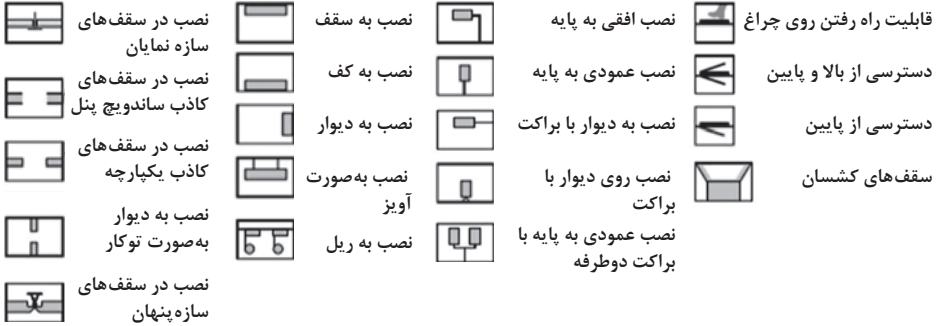 قابلیت راه رفتن روی چراغ
دسترسی از بالا و پایین
دسترسی از پایین
سقف‌های کشسان
نصب افقی به پایه
نصب عمودی به پایه
نصب به دیوار با براکت
نصب روی دیوار با
براکت
نصب عمودی به پایه با
براکت دوطرفه
نصب به سقف
نصب به کف
نصب به دیوار
نصب به‌صورت
آویز
نصب به ریل
نصب در سقف‌های
سازه نمایان
نصب در سقف‌های
کاذب ساندویچ پنل
نصب در سقف‌های
کاذب یکپارچه
نصب به دیوار
به‌صورت توکار
نصب در سقف‌های
سازه‌پنهان